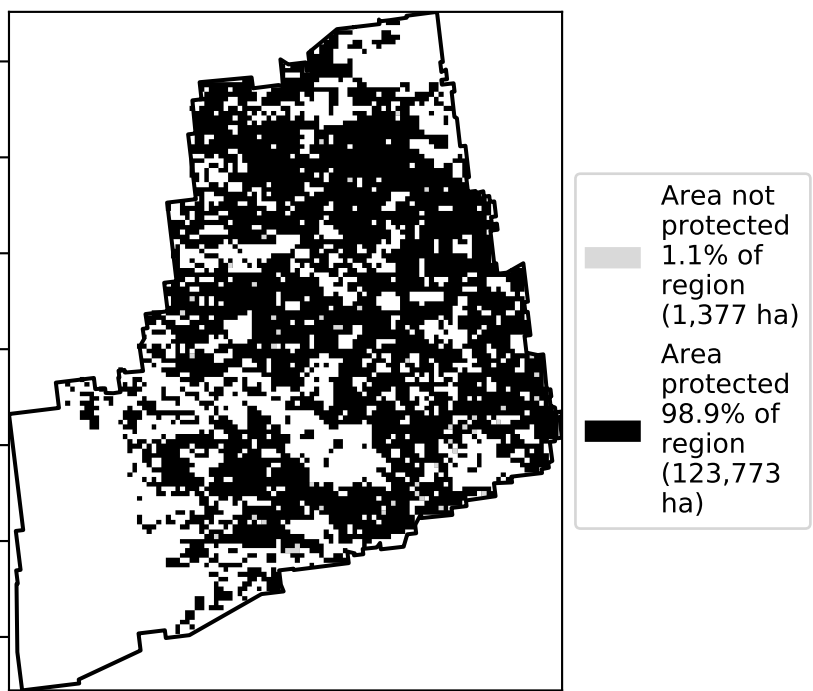 Area not
protected
1.1% of
region
(1,377 ha)
Area
protected
98.9% of
region
(123,773
ha)